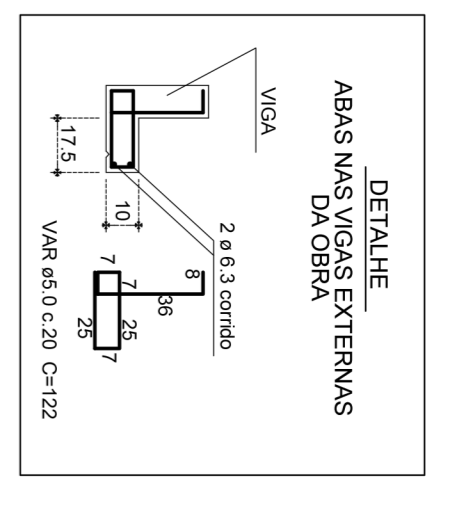 DETALHE
ABAS NAS VIGAS EXTERNAS
DA OBRA
VIGA
2 ø 6.3 corrido
17.5
10
8
36
7
7
25
25
7
VAR ø5.0 c.20 C=122